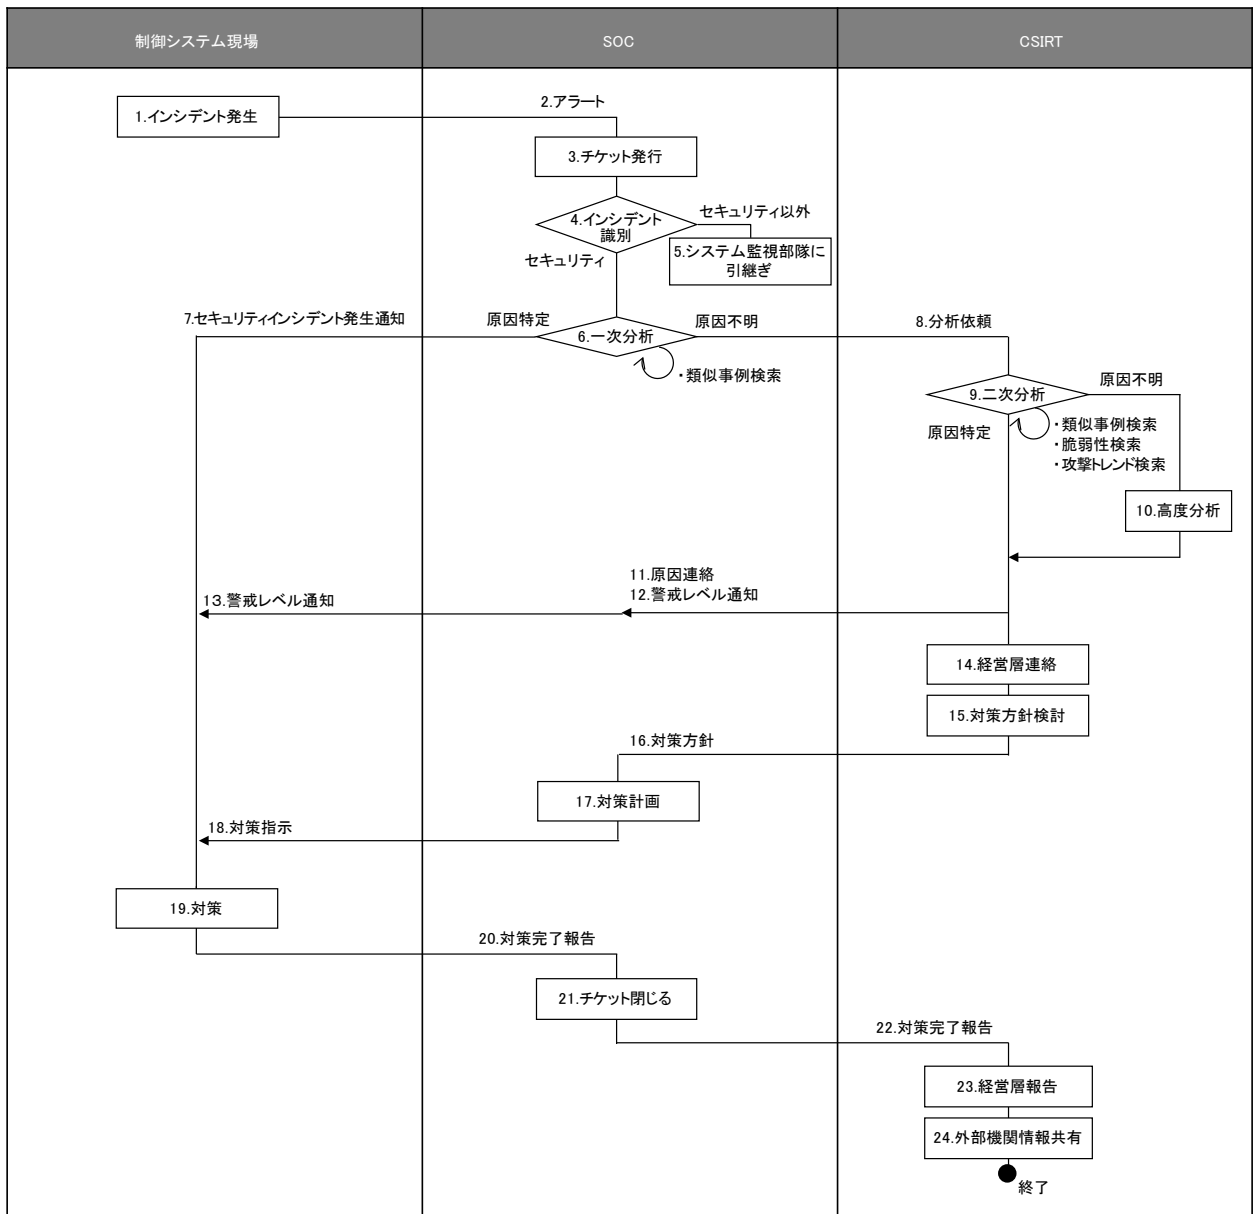 制御システム現場
SOC
CSIRT
1.インシデント発生
2.アラート
3.チケット発行
4.インシデント
識別
セキュリティ以外
5.システム監視部隊に
引継ぎ
セキュリティ
7.セキュリティインシデント発生通知
原因特定
6.一次分析
原因不明
・類似事例検索
8.分析依頼
9.二次分析
原因不明
原因特定
・類似事例検索
・脆弱性検索
・攻撃トレンド検索
10.高度分析
11.原因連絡
12.警戒レベル通知
13.警戒レベル通知
14.経営層連絡
15.対策方針検討
16.対策方針
17.対策計画
18.対策指示
19.対策
20.対策完了報告
21.チケット閉じる
22.対策完了報告
23.経営層報告
24.外部機関情報共有
終了